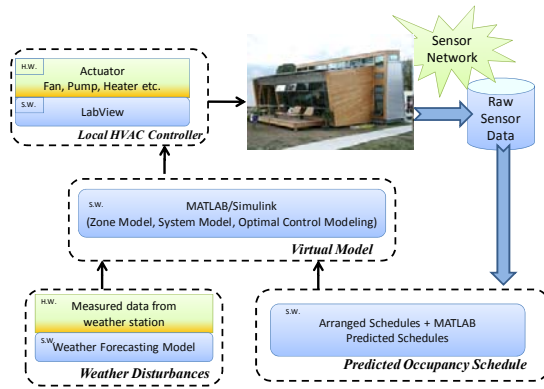 H.W.
Actuator
Fan, Pump, Heater etc.
S.W.
LabView
Local HVAC Controller
Sensor
Network
Raw
Sensor
Data
S.W.
MATLAB/Simulink
(Zone Model, System Model, Optimal Control Modeling)
Virtual Model
H.W.
Measured data from
weather station
S.W.
Weather Forecasting Model
Weather Disturbances
S.W.
Arranged Schedules + MATLAB
Predicted Schedules
Predicted Occupancy Schedule